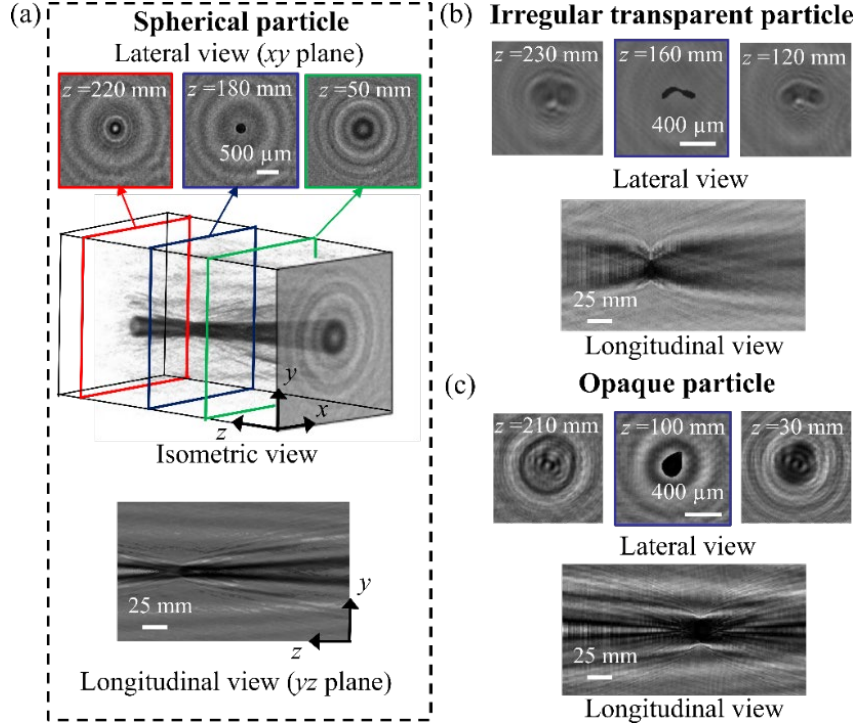 (a)
Spherical particle
Lateral view (xy plane)
z =220 mm
z =180 mm
z =50 mm
500 µm
y
x
z
Isometric view
25 mm
y
z
Longitudinal view (yz plane)
(b)
Irregular transparent particle
z =230 mm
z =160 mm
z =120 mm
400 µm
Lateral view
25 mm
Longitudinal view
(c)
Opaque particle
z =210 mm
z =100 mm
z =30 mm
400 µm
Lateral view
25 mm
Longitudinal view